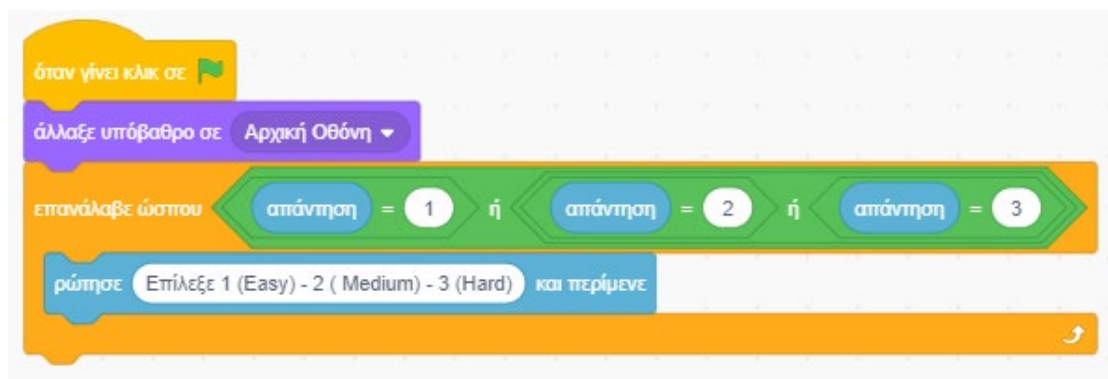 όταν γίνει κλικ σε
άλλαξε υπόβαθρο σε Αρχική Οθόνη
επανάλαβε ώσπου απάντηση = 1 ή απάντηση = 2 ή απάντηση = 3
ρώτησε Επίλεξε 1 (Easy) - 2 ( Medium) - 3 (Hard) και περίμενε